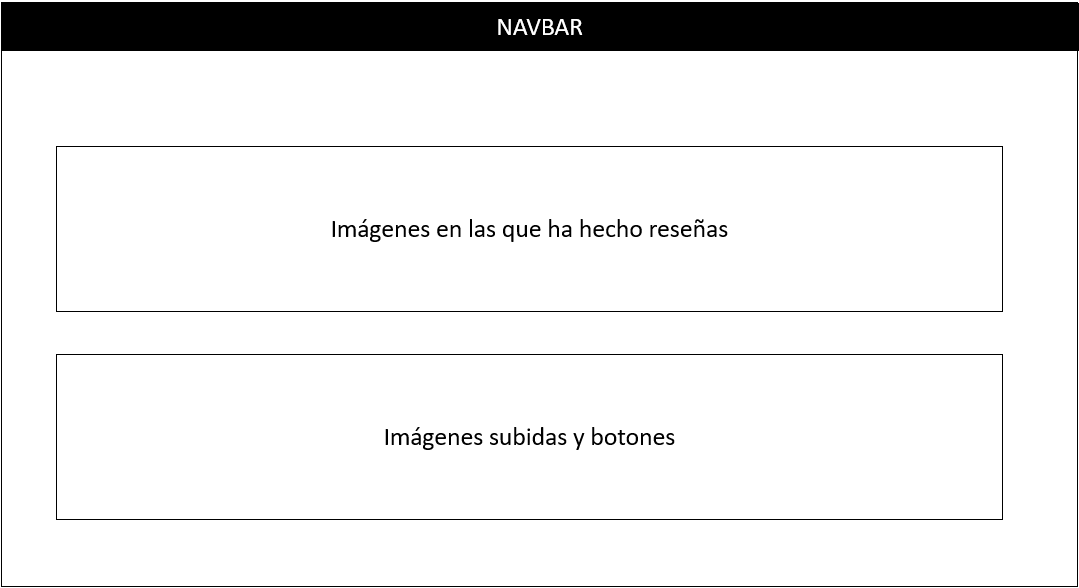 NAVBAR
Imágenes en las que ha hecho reseñas
Imágenes subidas y botones